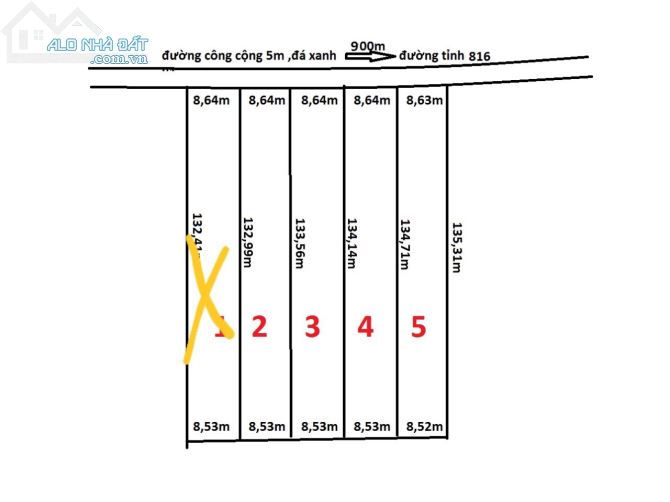 ALO NHÀ ĐẤT
.com.vn
900m
đường công cộng 5m ,đá xanh đường tỉnh 816
8,64m 8,64m 8,64m 8,64m 8,63m
132,41m 132,99m 133,56m 134,14m 134,71m 135,31m
1 2 3 4 5
8,53m 8,53m 8,53m 8,53m 8,52m